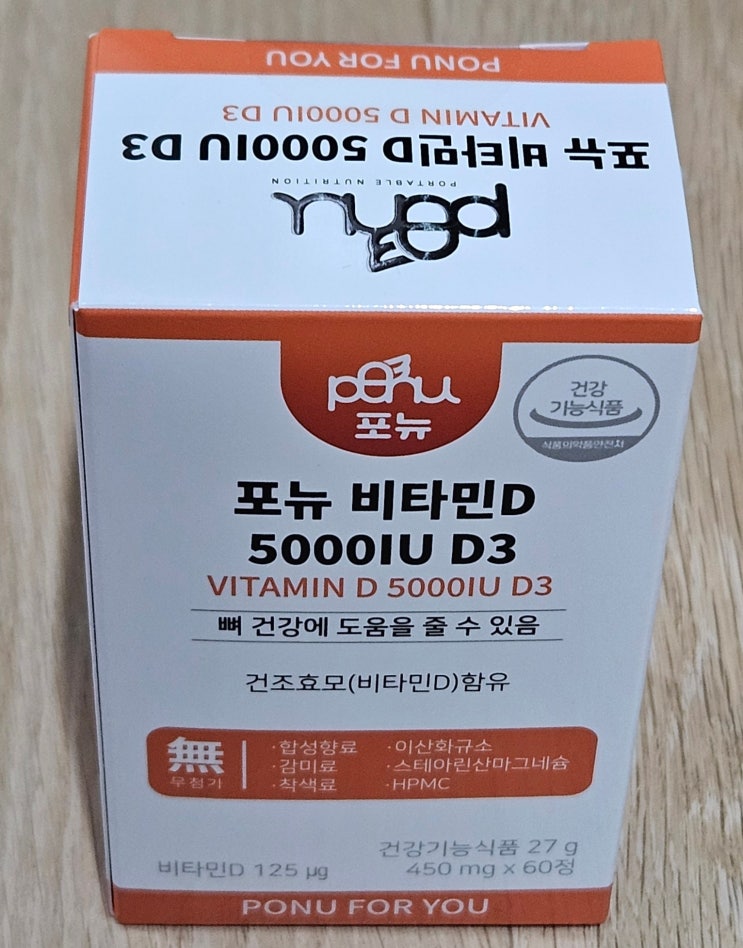 PONU FOR YOU
VITAMIN D 5000IU D3
포뉴 비타민D 5000IU D3
PORTABLE NUTRITION
ponu
ponu
포뉴
건강
기능식품
식품의약품안전처
포뉴 비타민D
5000IU D3
VITAMIN D 5000IU D3
뼈 건강에 도움을 줄 수 있음
건조효모(비타민D)함유
無
무첨가
·합성향료 ·이산화규소
·감미료 ·스테아린산마그네슘
·착색료 ·HPMC
비타민D 125 μg
건강기능식품 27 g
450 mg x 60정
PONU FOR YOU